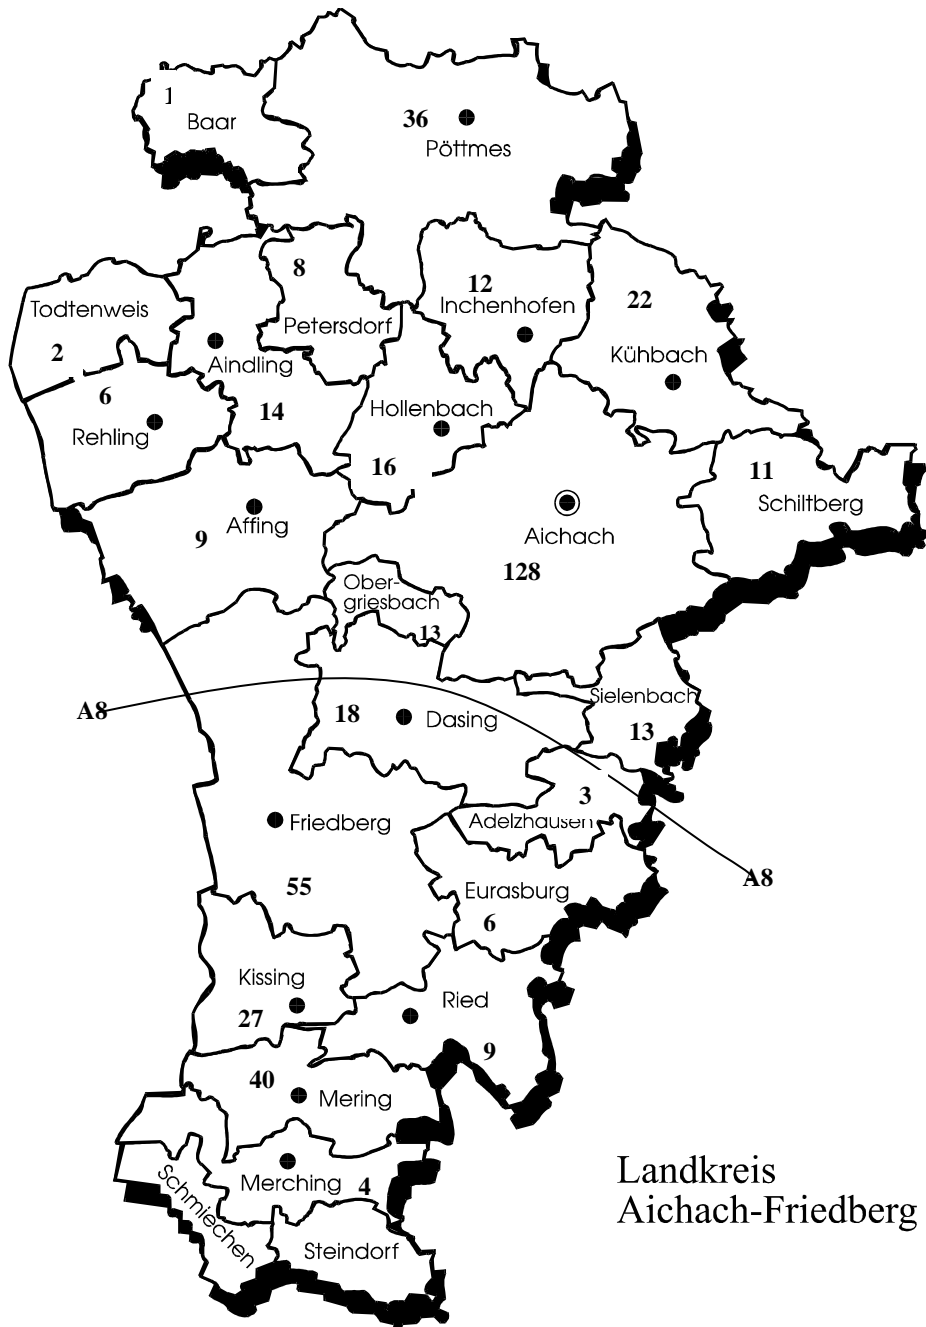 1
Baar
36
Pöttmes
8
Petersdorf
12
Inchenhofen
22
Kühbach
Todtenweis
2
Aindling
14
6
Rehling
Hollenbach
16
11
Schiltberg
9
Affing
Aichach
128
Ober-
griesbach
13
Sielenbach
13
A8
18
Dasing
3
Adelzhausen
Friedberg
55
A8
Eurasburg
6
Kissing
27
Ried
9
40
Mering
Merching
4
Schmiechen
Steindorf
Landkreis
Aichach-Friedberg